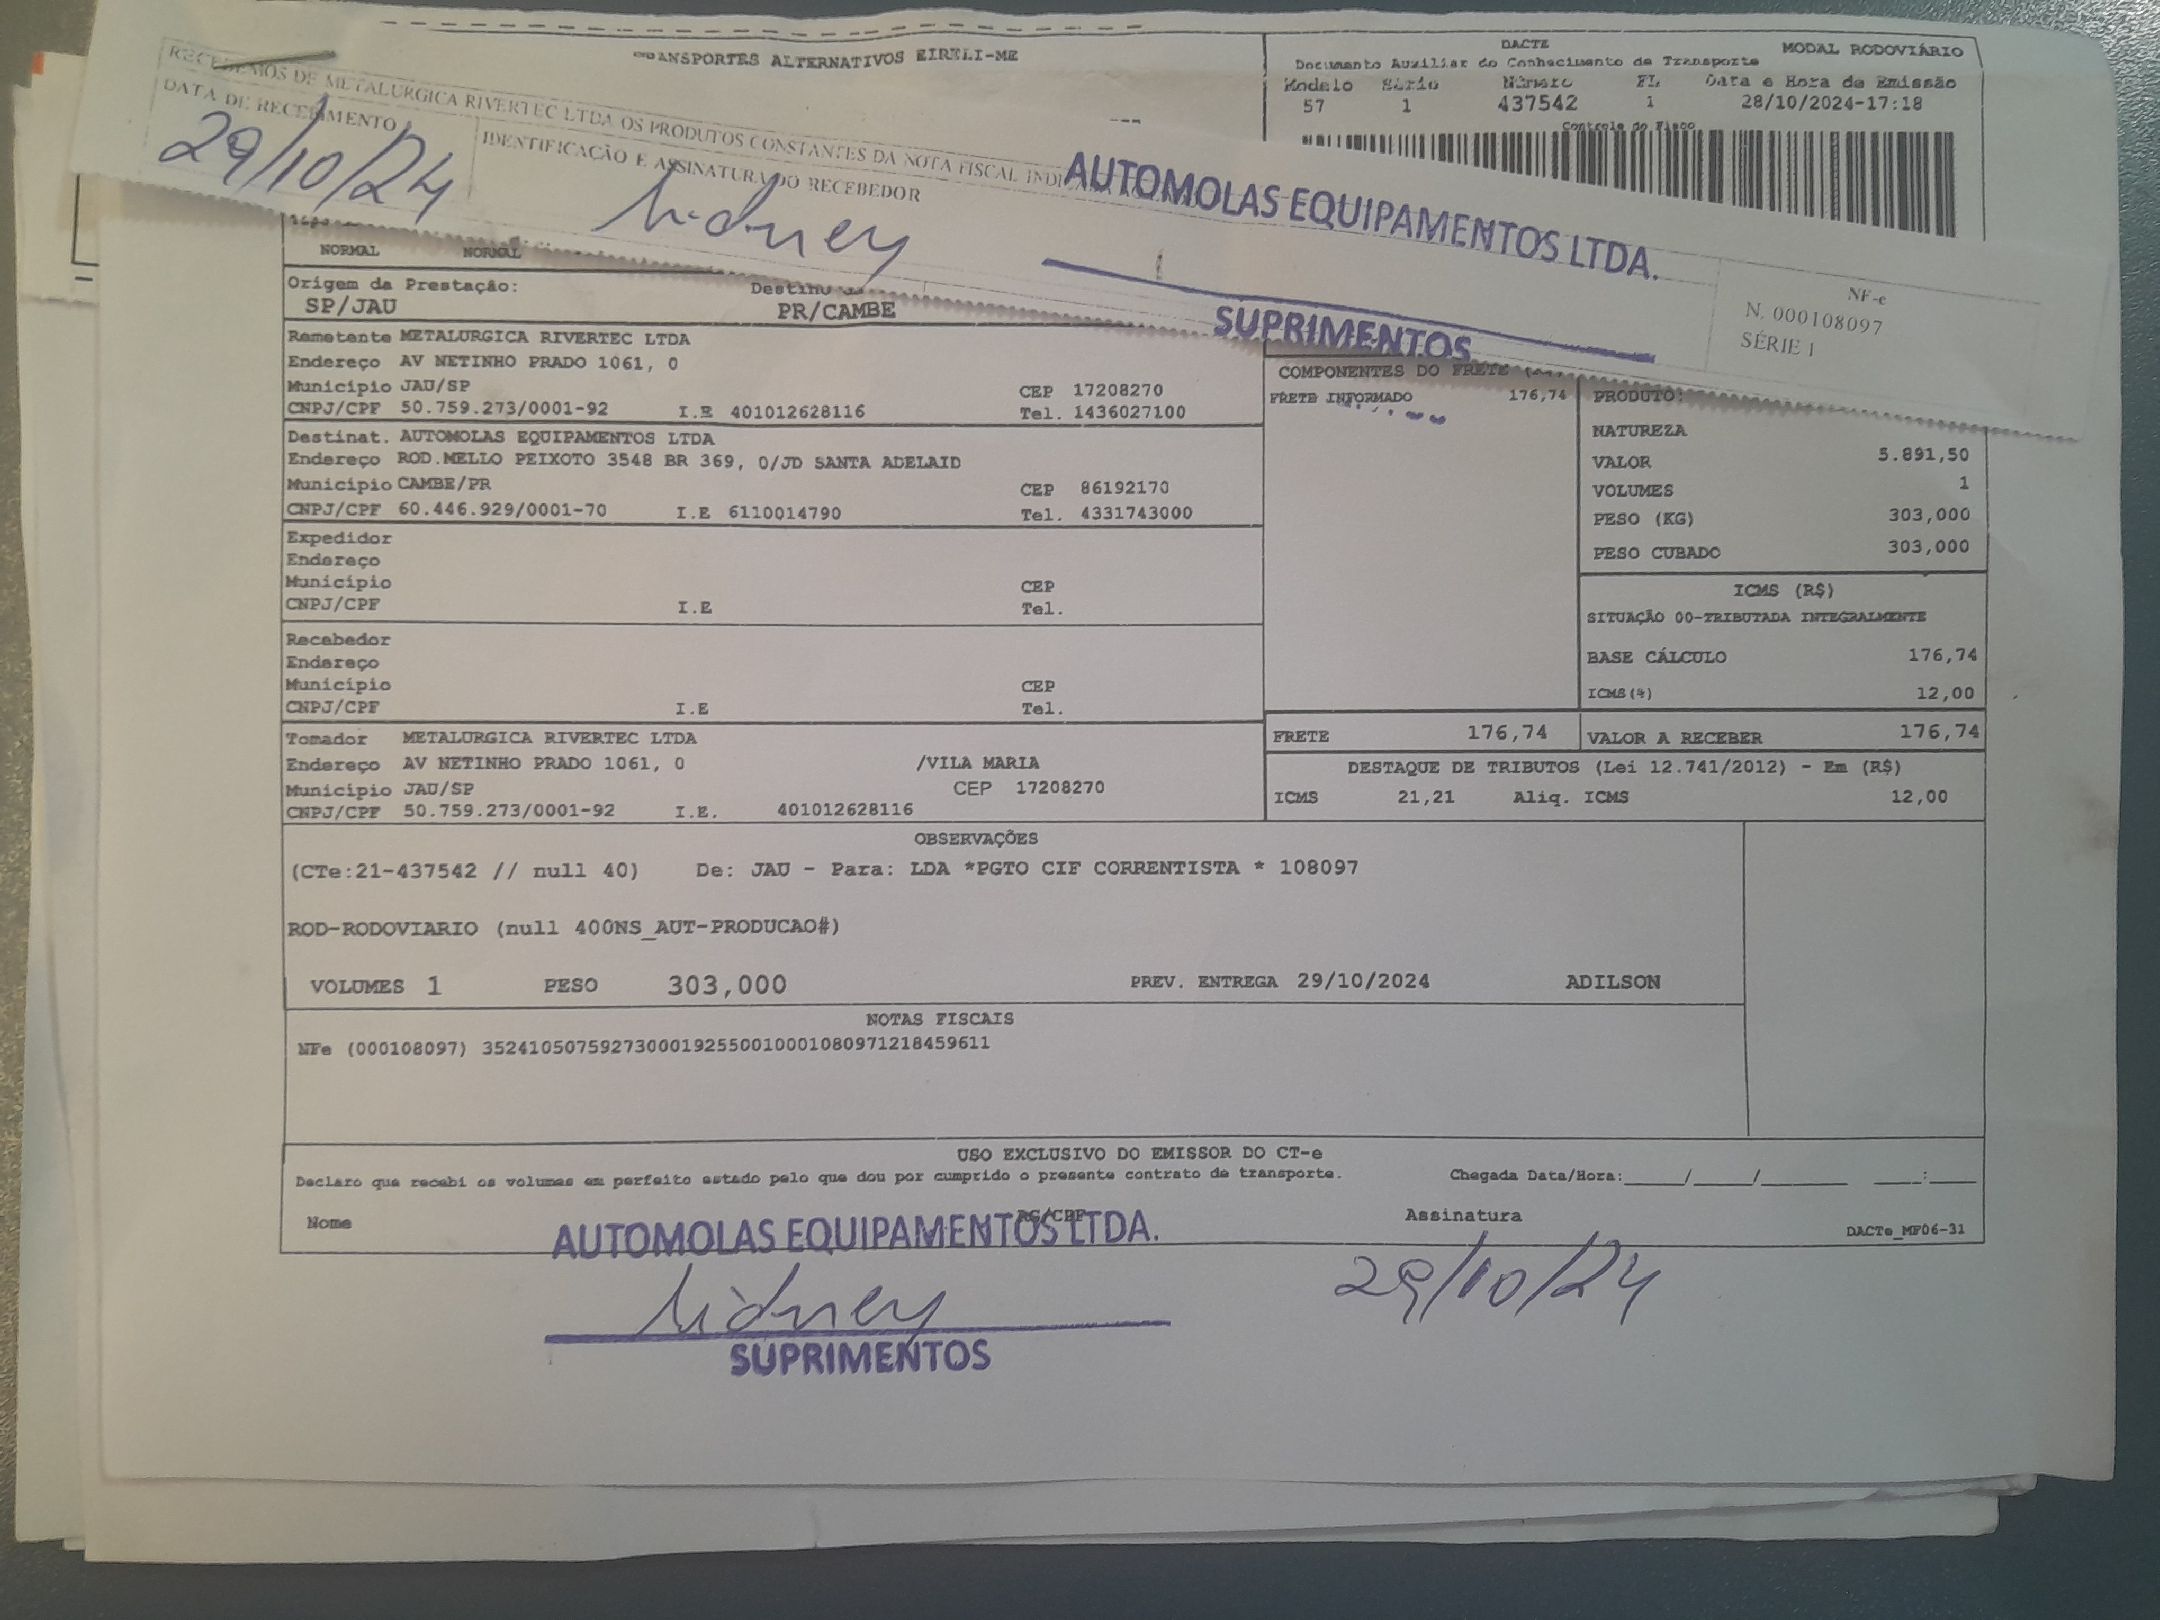 TRANSPORTES ALTERNATIVOS EIRELI-ME
DACTE
MODAL RODOVIÁRIO
Documento Auxiliar do Conhecimento de Transporte
Modelo Série Número FL Data e Hora de Emissão
57 1 437542 1 28/10/2024-17:18
Controle do Fisco
RECEBEMOS DE METALURGICA RIVERTEC LTDA OS PRODUTOS CONSTANTES DA NOTA FISCAL
DATA DE RECEBIMENTO
IDENTIFICAÇÃO E ASSINATURA DO RECEBEDOR
29/10/24
Sidney
AUTOMOLAS EQUIPAMENTOS LTDA.
SUPRIMENTOS
NF-e
N. 000108097
SÉRIE 1
NORMAL NORMAL
Origem da Prestação:
SP/JAU
PR/CAMBE
Remetente METALURGICA RIVERTEC LTDA
Endereço AV NETINHO PRADO 1061, 0
Município JAU/SP CEP 17208270
CNPJ/CPF 50.759.273/0001-92 I.E 401012628116 Tel. 1436027100
Destinat. AUTOMOLAS EQUIPAMENTOS LTDA
Endereço ROD.MELLO PEIXOTO 3548 BR 369, 0/JD SANTA ADELAID
Município CAMBE/PR CEP 86192170
CNPJ/CPF 60.446.929/0001-70 I.E 6110014790 Tel. 4331743000
Expedidor
Endereço
Município CEP
CNPJ/CPF I.E Tel.
Recebedor
Endereço
Município CEP
CNPJ/CPF I.E Tel.
Tomador METALURGICA RIVERTEC LTDA
Endereço AV NETINHO PRADO 1061, 0 /VILA MARIA
Município JAU/SP CEP 17208270
CNPJ/CPF 50.759.273/0001-92 I.E. 401012628116
COMPONENTES DO FRETE
FRETE INFORMADO 176,74
PRODUTO:
NATUREZA
VALOR 5.891,50
VOLUMES 1
PESO (KG) 303,000
PESO CUBADO 303,000
ICMS (R$)
SITUAÇÃO 00-TRIBUTADA INTEGRALMENTE
BASE CÁLCULO 176,74
ICMS(%) 12,00
FRETE 176,74 VALOR A RECEBER 176,74
DESTAQUE DE TRIBUTOS (Lei 12.741/2012) - Em (R$)
ICMS 21,21 Aliq. ICMS 12,00
OBSERVAÇÕES
(CTe:21-437542 // null 40) De: JAU - Para: LDA *PGTO CIF CORRENTISTA * 108097
ROD-RODOVIARIO (null 400NS_AUT-PRODUCAO#)
VOLUMES 1 PESO 303,000 PREV. ENTREGA 29/10/2024 ADILSON
NOTAS FISCAIS
NFe (000108097) 35241050759273000192550010001080971218459611
USO EXCLUSIVO DO EMISSOR DO CT-e
Declaro que recebi os volumes em perfeito estado pelo que dou por cumprido o presente contrato de transporte. Chegada Data/Hora:_____/_____/_______ ____:____
Nome RG/CPF Assinatura
DACTe_MF06-31
AUTOMOLAS EQUIPAMENTOS LTDA.
Sidney
29/10/24
SUPRIMENTOS